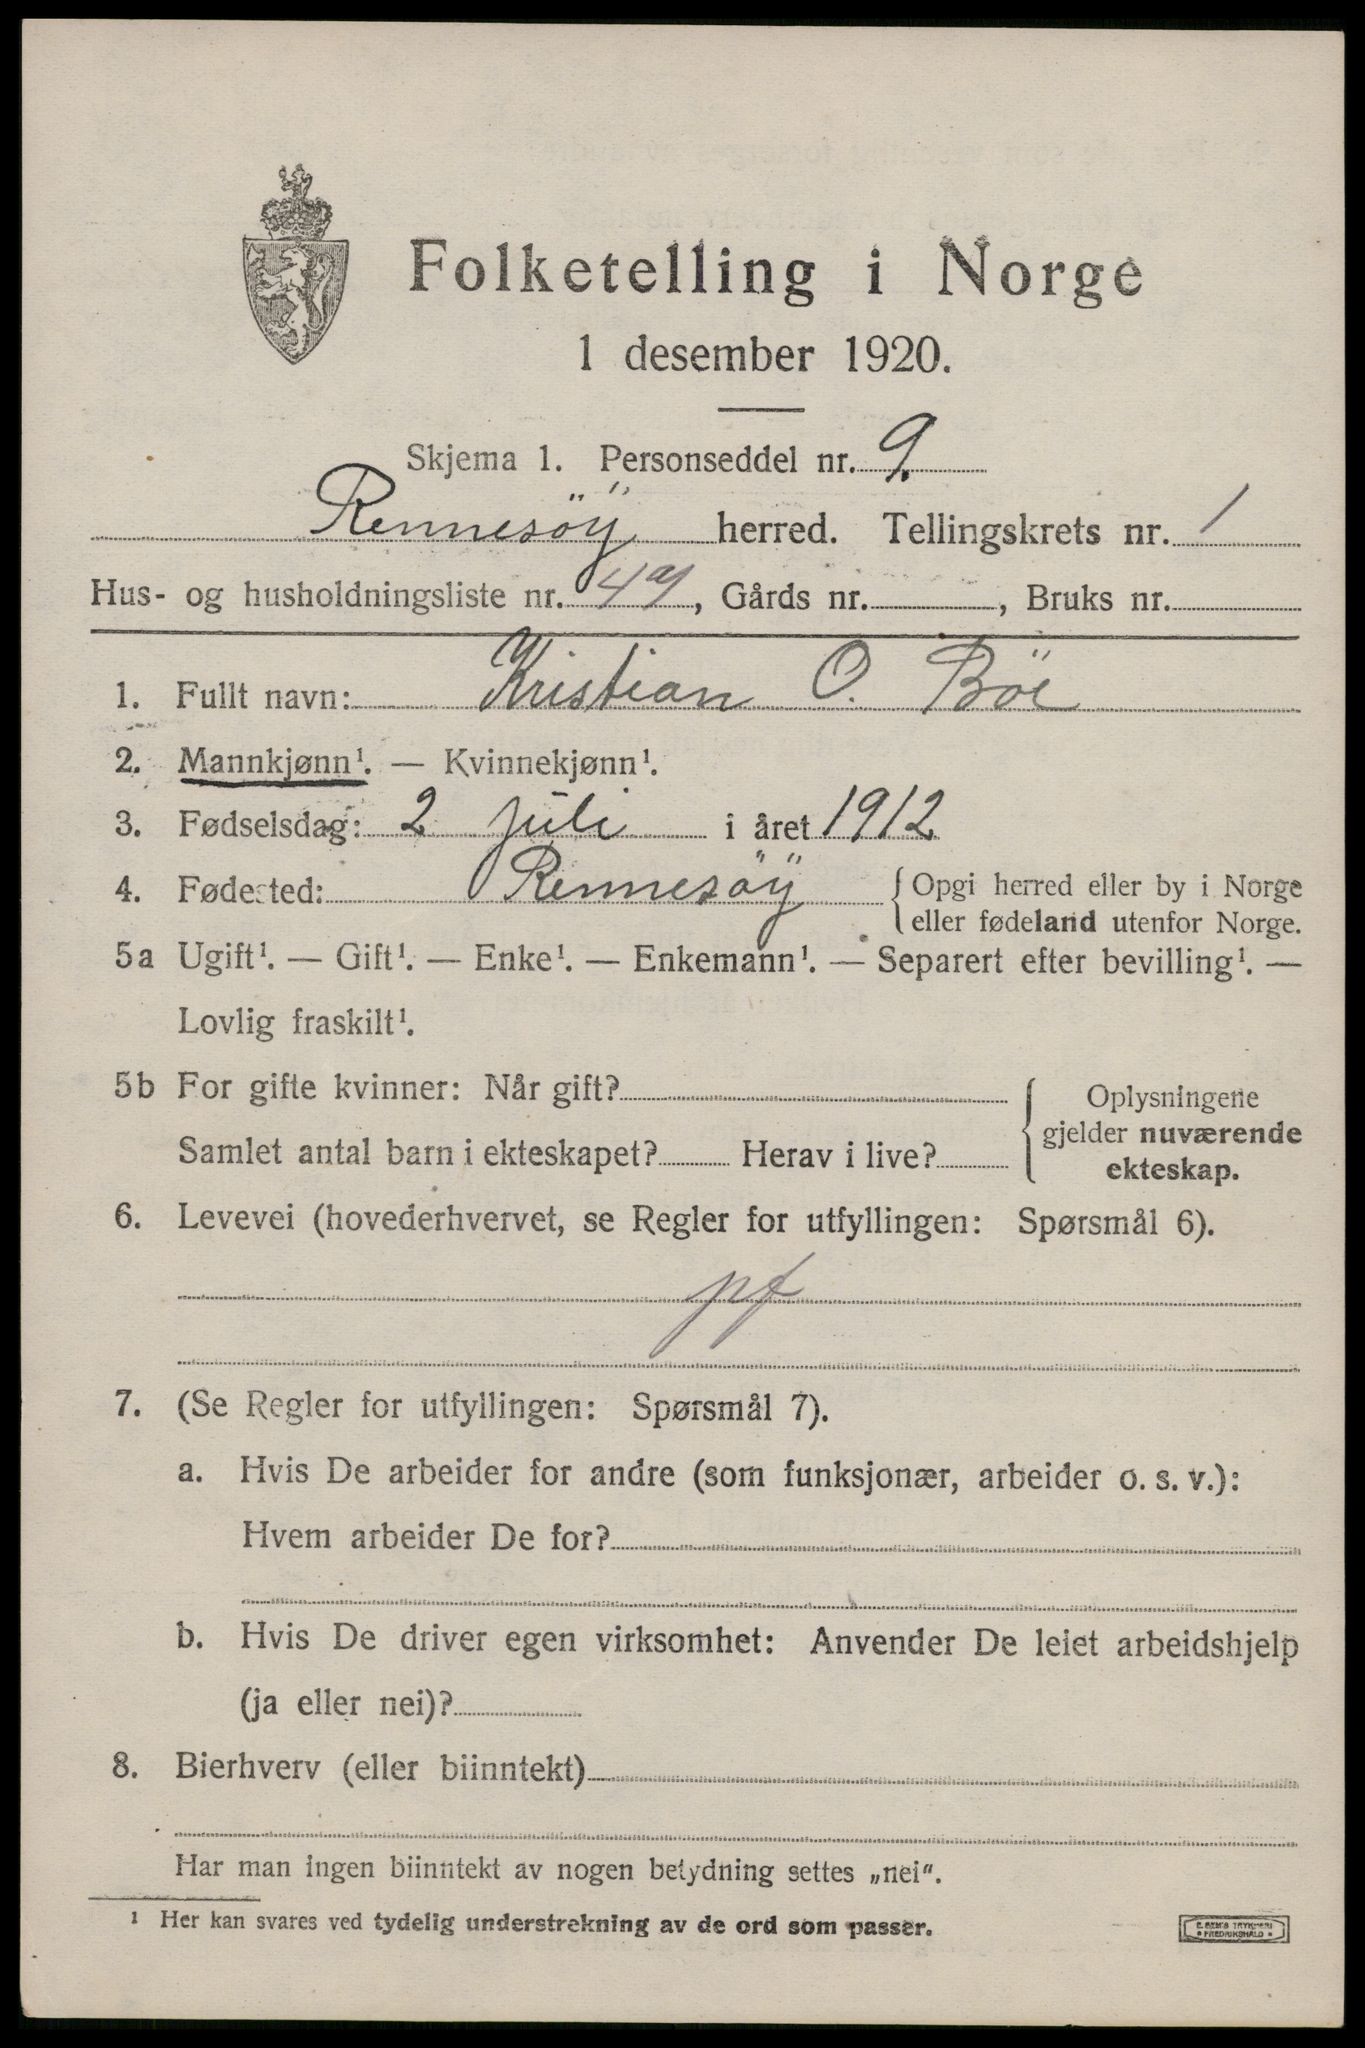 Folketelling i Norge
1 desember 1920.
Skjema 1. Personseddel nr. 9.
Rennesöÿ herred. Tellingskrets nr. 1
Hus- og husholdningsliste nr. 49, Gårds nr. , Bruks nr.
1. Fullt navn: Kristian O. Böe
2. Mannkjønn¹. — Kvinnekjønn¹.
3. Fødselsdag: 2 juli i året 1912
4. Fødested: Rennesöÿ { Opgi herred eller by i Norge
eller fødeland utenfor Norge.
5a Ugift¹. — Gift¹. — Enke¹. — Enkemann¹. — Separert efter bevilling¹. —
Lovlig fraskilt¹.
5b For gifte kvinner: Når gift? { Oplysningene
gjelder nuværende
ekteskap.
Samlet antal barn i ekteskapet? Herav i live?
6. Levevei (hovederhvervet, se Regler for utfyllingen: Spørsmål 6).
pf
7. (Se Regler for utfyllingen: Spørsmål 7).
a. Hvis De arbeider for andre (som funksjonær, arbeider o. s. v.):
Hvem arbeider De for?
b. Hvis De driver egen virksomhet: Anvender De leiet arbeidshjelp
(ja eller nei)?
8. Bierhverv (eller biinntekt)
Har man ingen biinntekt av nogen betydning settes „nei“.
¹ Her kan svares ved tydelig understrekning av de ord som passer.
E. SEM'S TRYKKERI
• FREDRIKSHALD •